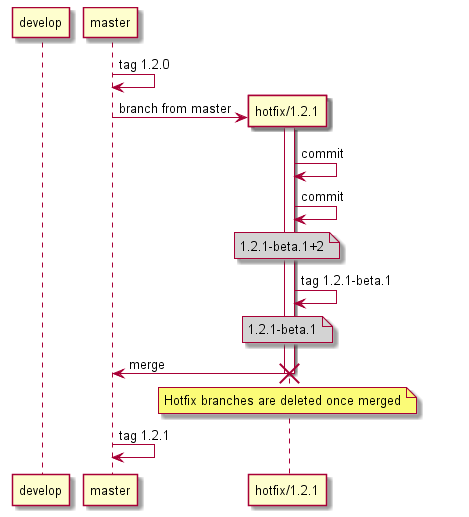 develop
master
tag 1.2.0
branch from master
hotfix/1.2.1
commit
commit
1.2.1-beta.1+2
tag 1.2.1-beta.1
1.2.1-beta.1
merge
Hotfix branches are deleted once merged
tag 1.2.1
develop
master
hotfix/1.2.1